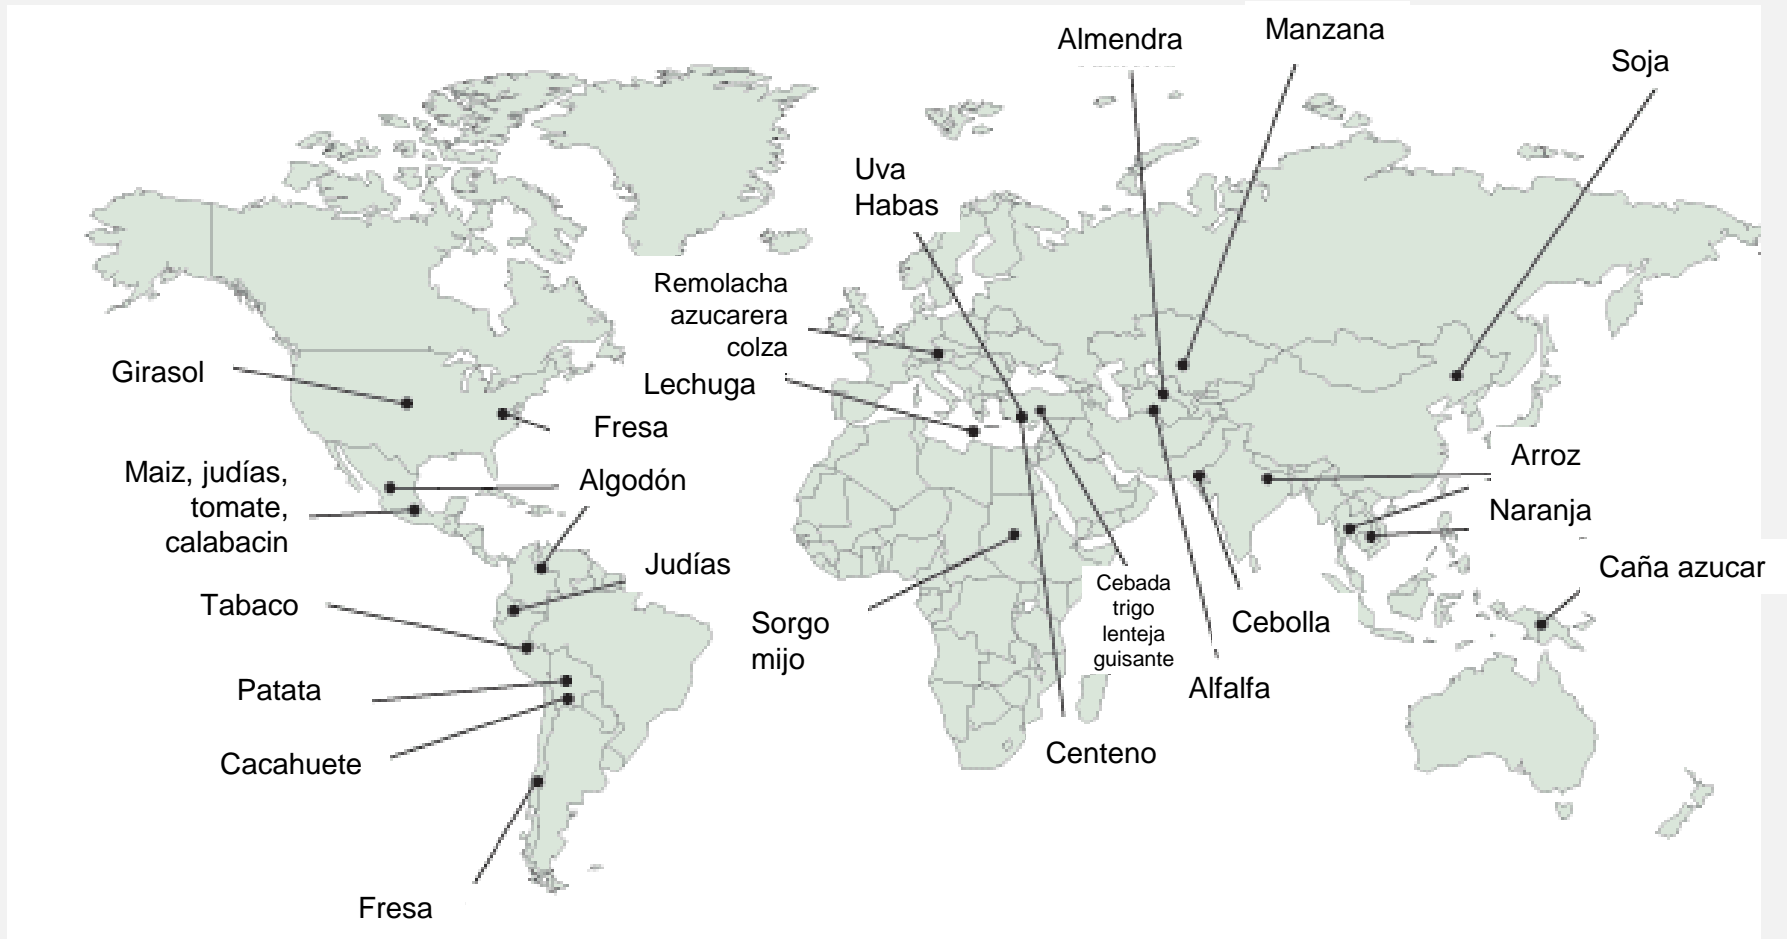 Almendra
Manzana
Soja
Uva
Habas
Remolacha
azucarera
colza
Lechuga
Girasol
Fresa
Maiz, judías,
tomate,
calabacin
Algodón
Judías
Tabaco
Patata
Cacahuete
Fresa
Sorgo
mijo
Cebada
trigo
lenteja
guisante
Centeno
Alfalfa
Cebolla
Arroz
Naranja
Caña azucar